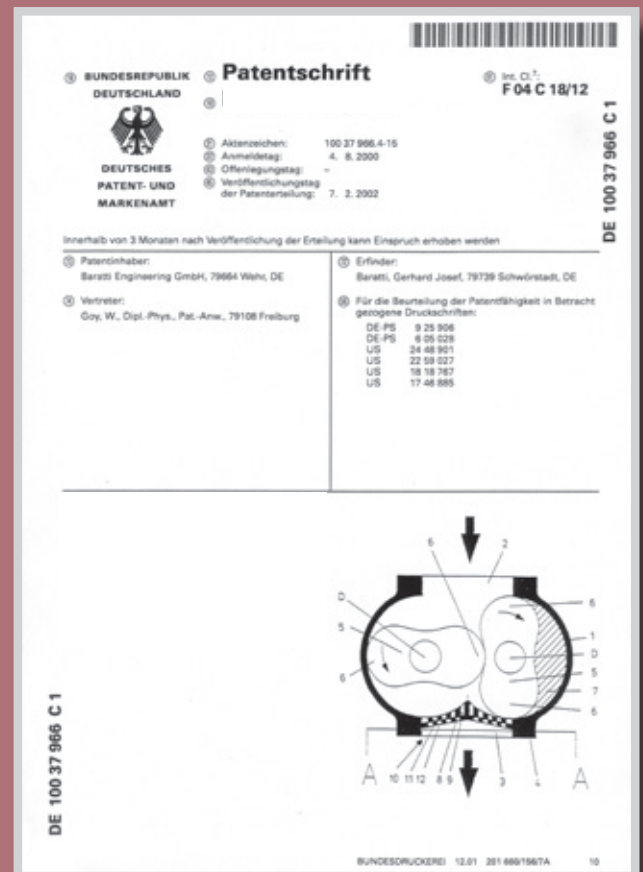 ⑲ BUNDESREPUBLIK
DEUTSCHLAND
DEUTSCHES
PATENT- UND
MARKENAMT
⑫ Patentschrift
⑩
㉑ Aktenzeichen: 100 37 966.4-15
㉒ Anmeldetag: 4. 8. 2000
㊸ Offenlegungstag: –
㊺ Veröffentlichungstag
der Patenterteilung: 7. 2. 2002
Int. Cl.⁷:
F 04 C 18/12
DE 100 37 966 C 1
Innerhalb von 3 Monaten nach Veröffentlichung der Erteilung kann Einspruch erhoben werden
Patentinhaber:
Baratti Engineering GmbH, 79664 Wehr, DE
Vertreter:
Goy, W., Dipl.-Phys., Pat.-Anw., 79108 Freiburg
Erfinder:
Baratti, Gerhard Josef, 79739 Schwörstadt, DE
Für die Beurteilung der Patentfähigkeit in Betracht
gezogene Druckschriften:
DE-PS 9 25 906
DE-PS 6 05 028
US 24 48 901
US 22 59 027
US 18 18 767
US 17 46 885
6 2
D 6
5 1
6 D
5
7
6
A 10 11 12 8 9 3 4 A
DE 100 37 966 C 1
BUNDESDRUCKEREI 12.01 201 660/156/7A 10